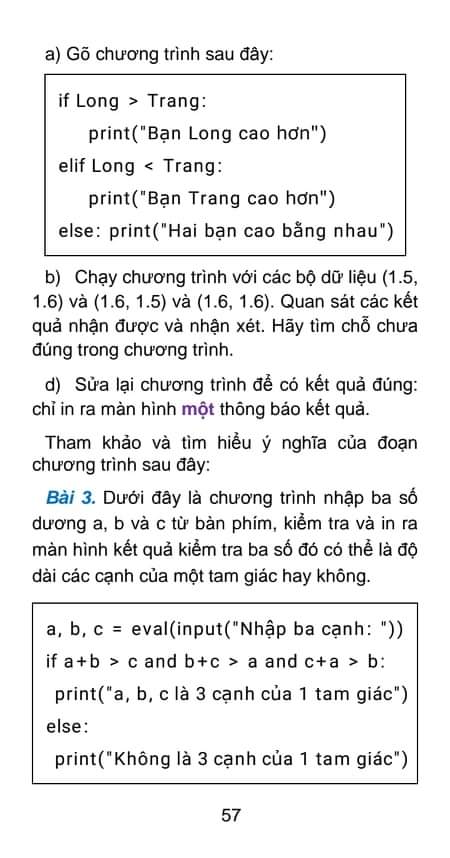 a) Gõ chương trình sau đây:
if Long > Trang:
print("Bạn Long cao hơn")
elif Long < Trang:
print("Bạn Trang cao hơn")
else: print("Hai bạn cao bằng nhau")
b) Chạy chương trình với các bộ dữ liệu (1.5,
1.6) và (1.6, 1.5) và (1.6, 1.6). Quan sát các kết
quả nhận được và nhận xét. Hãy tìm chỗ chưa
đúng trong chương trình.
d) Sửa lại chương trình để có kết quả đúng:
chỉ in ra màn hình một thông báo kết quả.
Tham khảo và tìm hiểu ý nghĩa của đoạn
chương trình sau đây:
Bài 3. Dưới đây là chương trình nhập ba số
dương a, b và c từ bàn phím, kiểm tra và in ra
màn hình kết quả kiểm tra ba số đó có thể là độ
dài các cạnh của một tam giác hay không.
a, b, c = eval(input("Nhập ba cạnh: "))
if a+b > c and b+c > a and c+a > b:
print("a, b, c là 3 cạnh của 1 tam giác")
else:
print("Không là 3 cạnh của 1 tam giác")
57